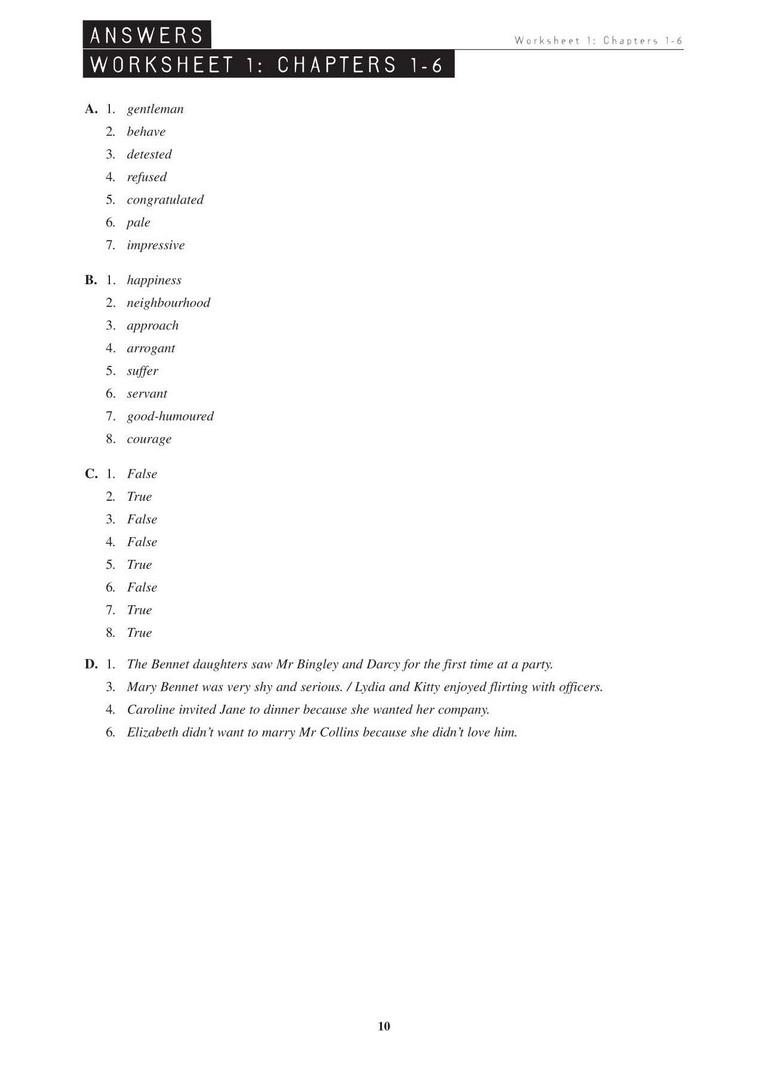 ANSWERS
Worksheet 1: Chapters 1-6
WORKSHEET 1: CHAPTERS 1-6
A. 1. gentleman
2. behave
3. detested
4. refused
5. congratulated
6. pale
7. impressive
B. 1. happiness
2. neighbourhood
3. approach
4. arrogant
5. suffer
6. servant
7. good-humoured
8. courage
C. 1. False
2. True
3. False
4. False
5. True
6. False
7. True
8. True
D. 1. The Bennet daughters saw Mr Bingley and Darcy for the first time at a party.
3. Mary Bennet was very shy and serious. / Lydia and Kitty enjoyed flirting with officers.
4. Caroline invited Jane to dinner because she wanted her company.
6. Elizabeth didn't want to marry Mr Collins because she didn't love him.
10